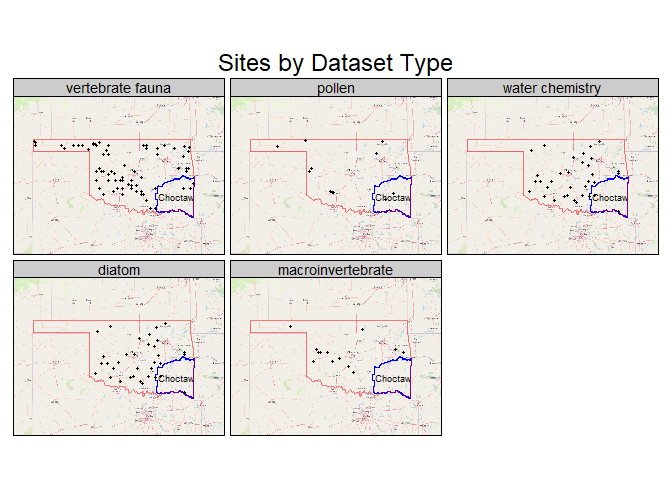 Sites by Dataset Type
vertebrate fauna
pollen
water chemistry
Choctaw
Choctaw
Choctaw
diatom
macroinvertebrate
Choctaw
Choctaw